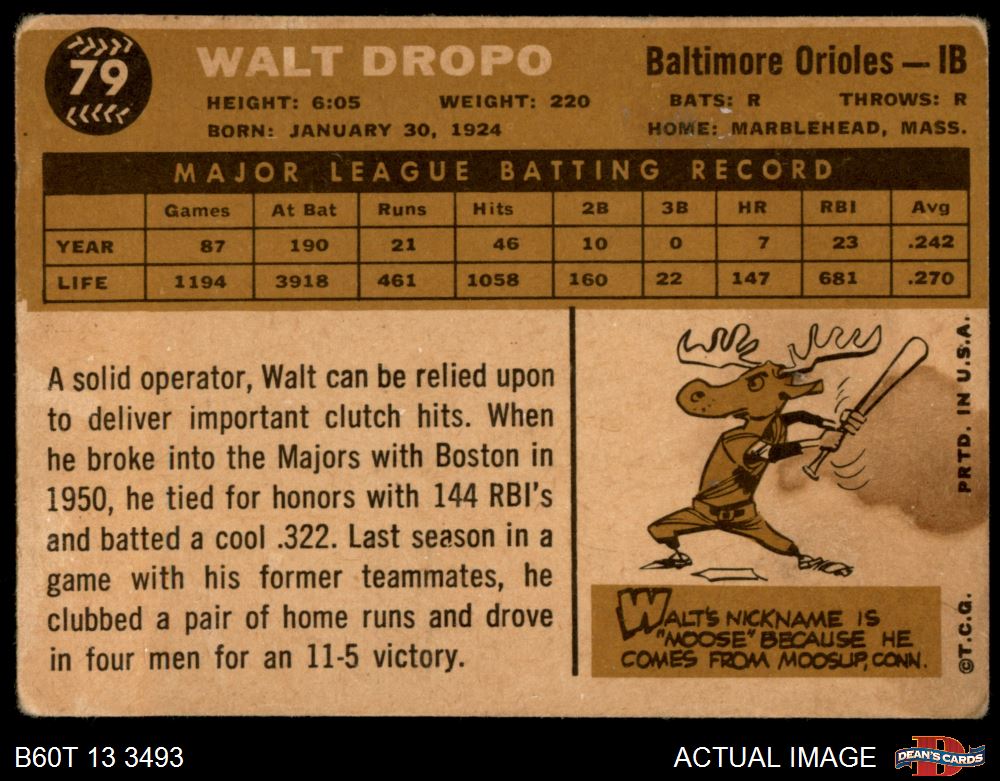 79
WALT DROPO
Baltimore Orioles — 1B
HEIGHT: 6:05 WEIGHT: 220 BATS: R THROWS: R
BORN: JANUARY 30, 1924 HOME: MARBLEHEAD, MASS.
MAJOR LEAGUE BATTING RECORD
Games At Bat Runs Hits 2B 3B HR RBI Avg
YEAR 87 190 21 46 10 0 7 23 .242
LIFE 1194 3918 461 1058 160 22 147 681 .270
A solid operator, Walt can be relied upon
to deliver important clutch hits. When
he broke into the Majors with Boston in
1950, he tied for honors with 144 RBI's
and batted a cool .322. Last season in a
game with his former teammates, he
clubbed a pair of home runs and drove
in four men for an 11-5 victory.
WALT'S NICKNAME IS
"MOOSE" BECAUSE HE
COMES FROM MOOSUP, CONN.
©T.C.G. PRTD. IN U.S.A.
B60T 13 3493
ACTUAL IMAGE
D
DEAN'S CARDS